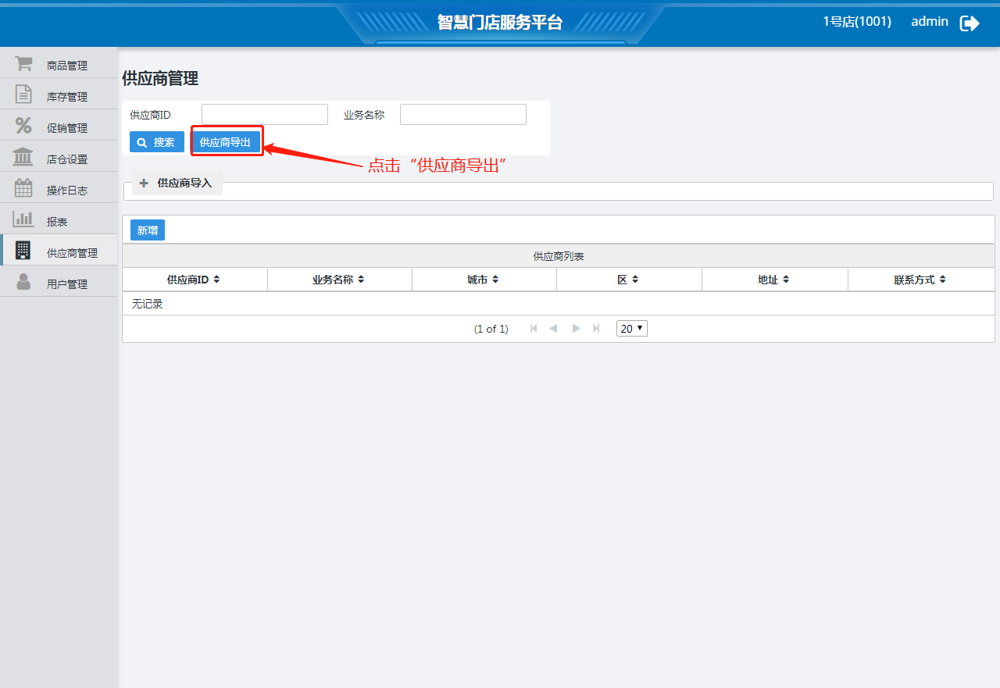 智慧门店服务平台
1号店(1001) admin
商品管理
库存管理
促销管理
店仓设置
操作日志
报表
供应商管理
用户管理
供应商管理
供应商ID 业务名称
搜索 供应商导出
点击“供应商导出”
供应商导入
新增
供应商列表
供应商ID 业务名称 城市 区 地址 联系方式
无记录
(1 of 1) 20